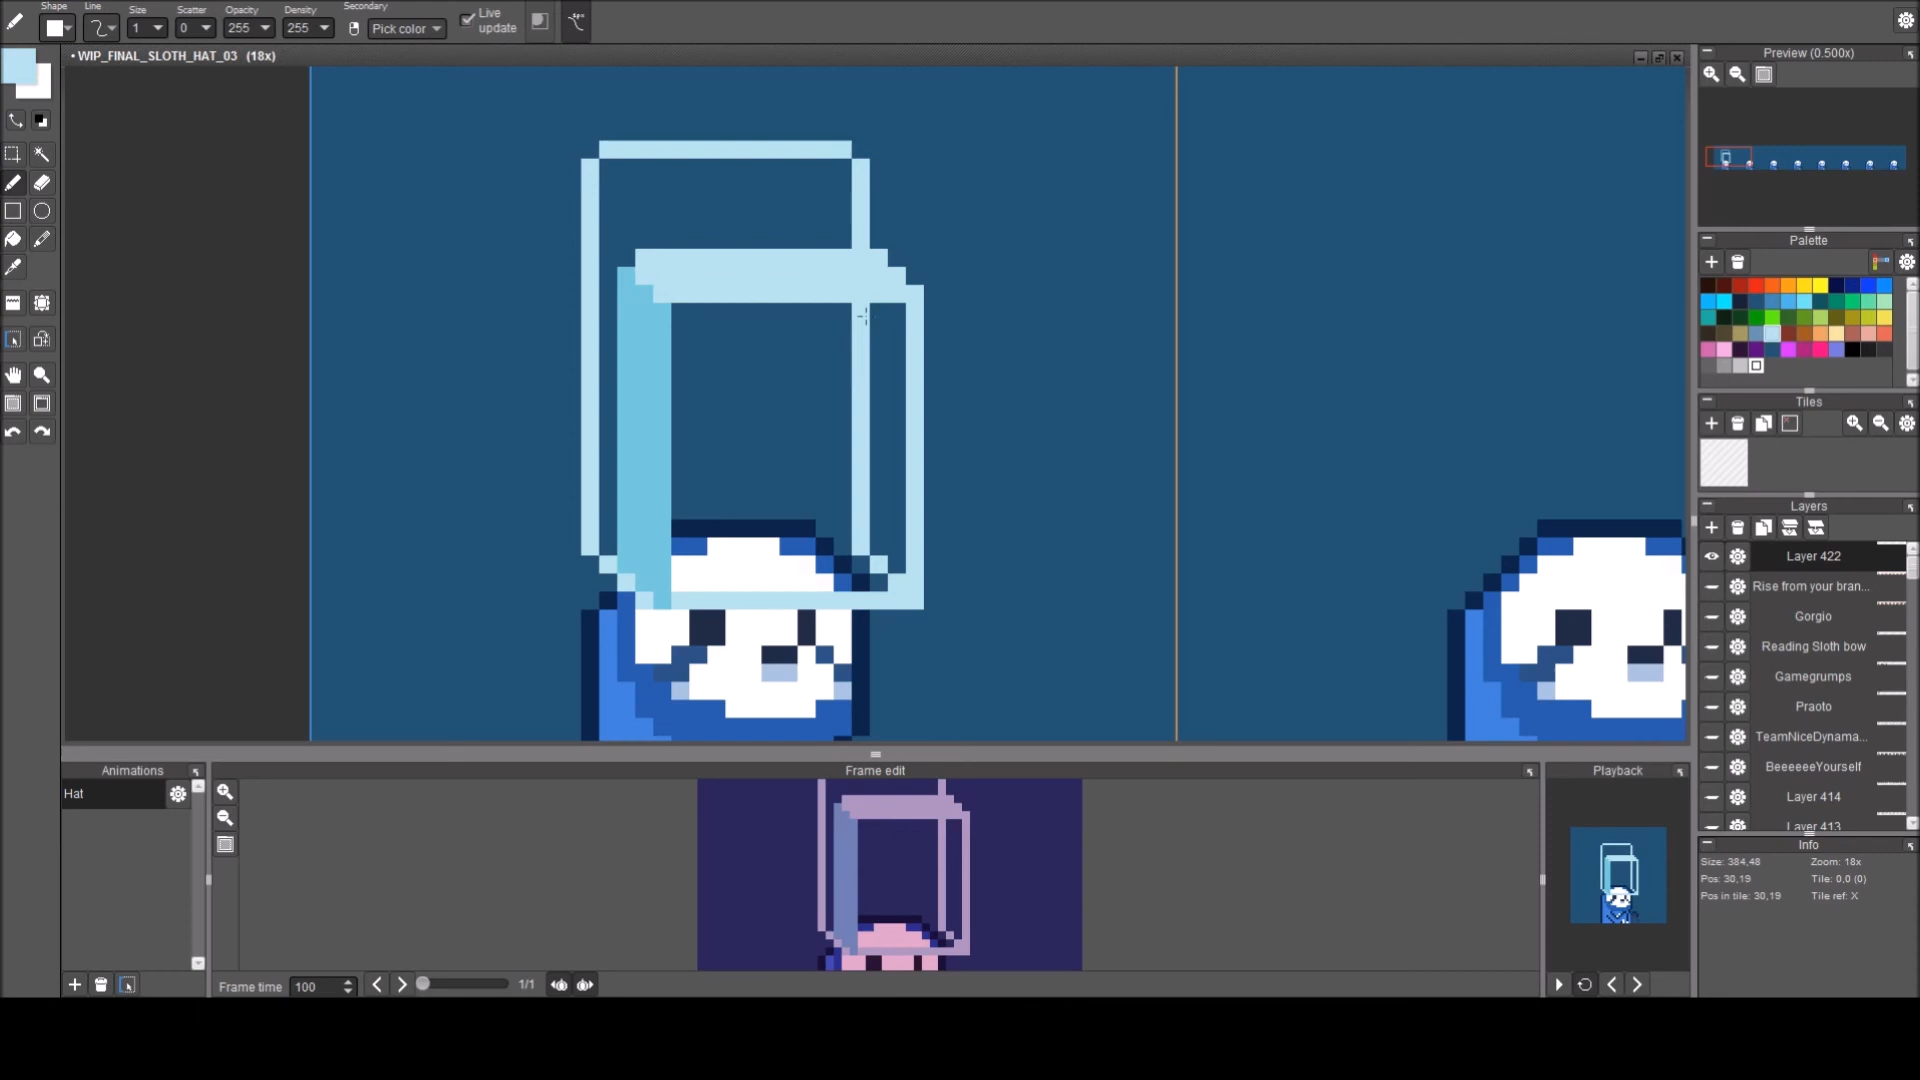 Shape Line Size Scatter Opacity Density Secondary
1 0 255 255 Pick color Live update
• WIP_FINAL_SLOTH_HAT_03 (18x)
Preview (0.500x)
Palette
Tiles
Layers
Layer 422
Rise from your bran...
Gorgio
Reading Sloth bow
Gamegrumps
Praoto
TeamNiceDynama...
BeeeeeeYourself
Layer 414
Layer 413
Animations
Hat
Frame edit
Playback
Frame time 100 1/1
Info
Size: 384,48 Zoom: 18x
Pos: 30,19 Tile: 0,0 (0)
Pos in tile: 30,19 Tile ref: X